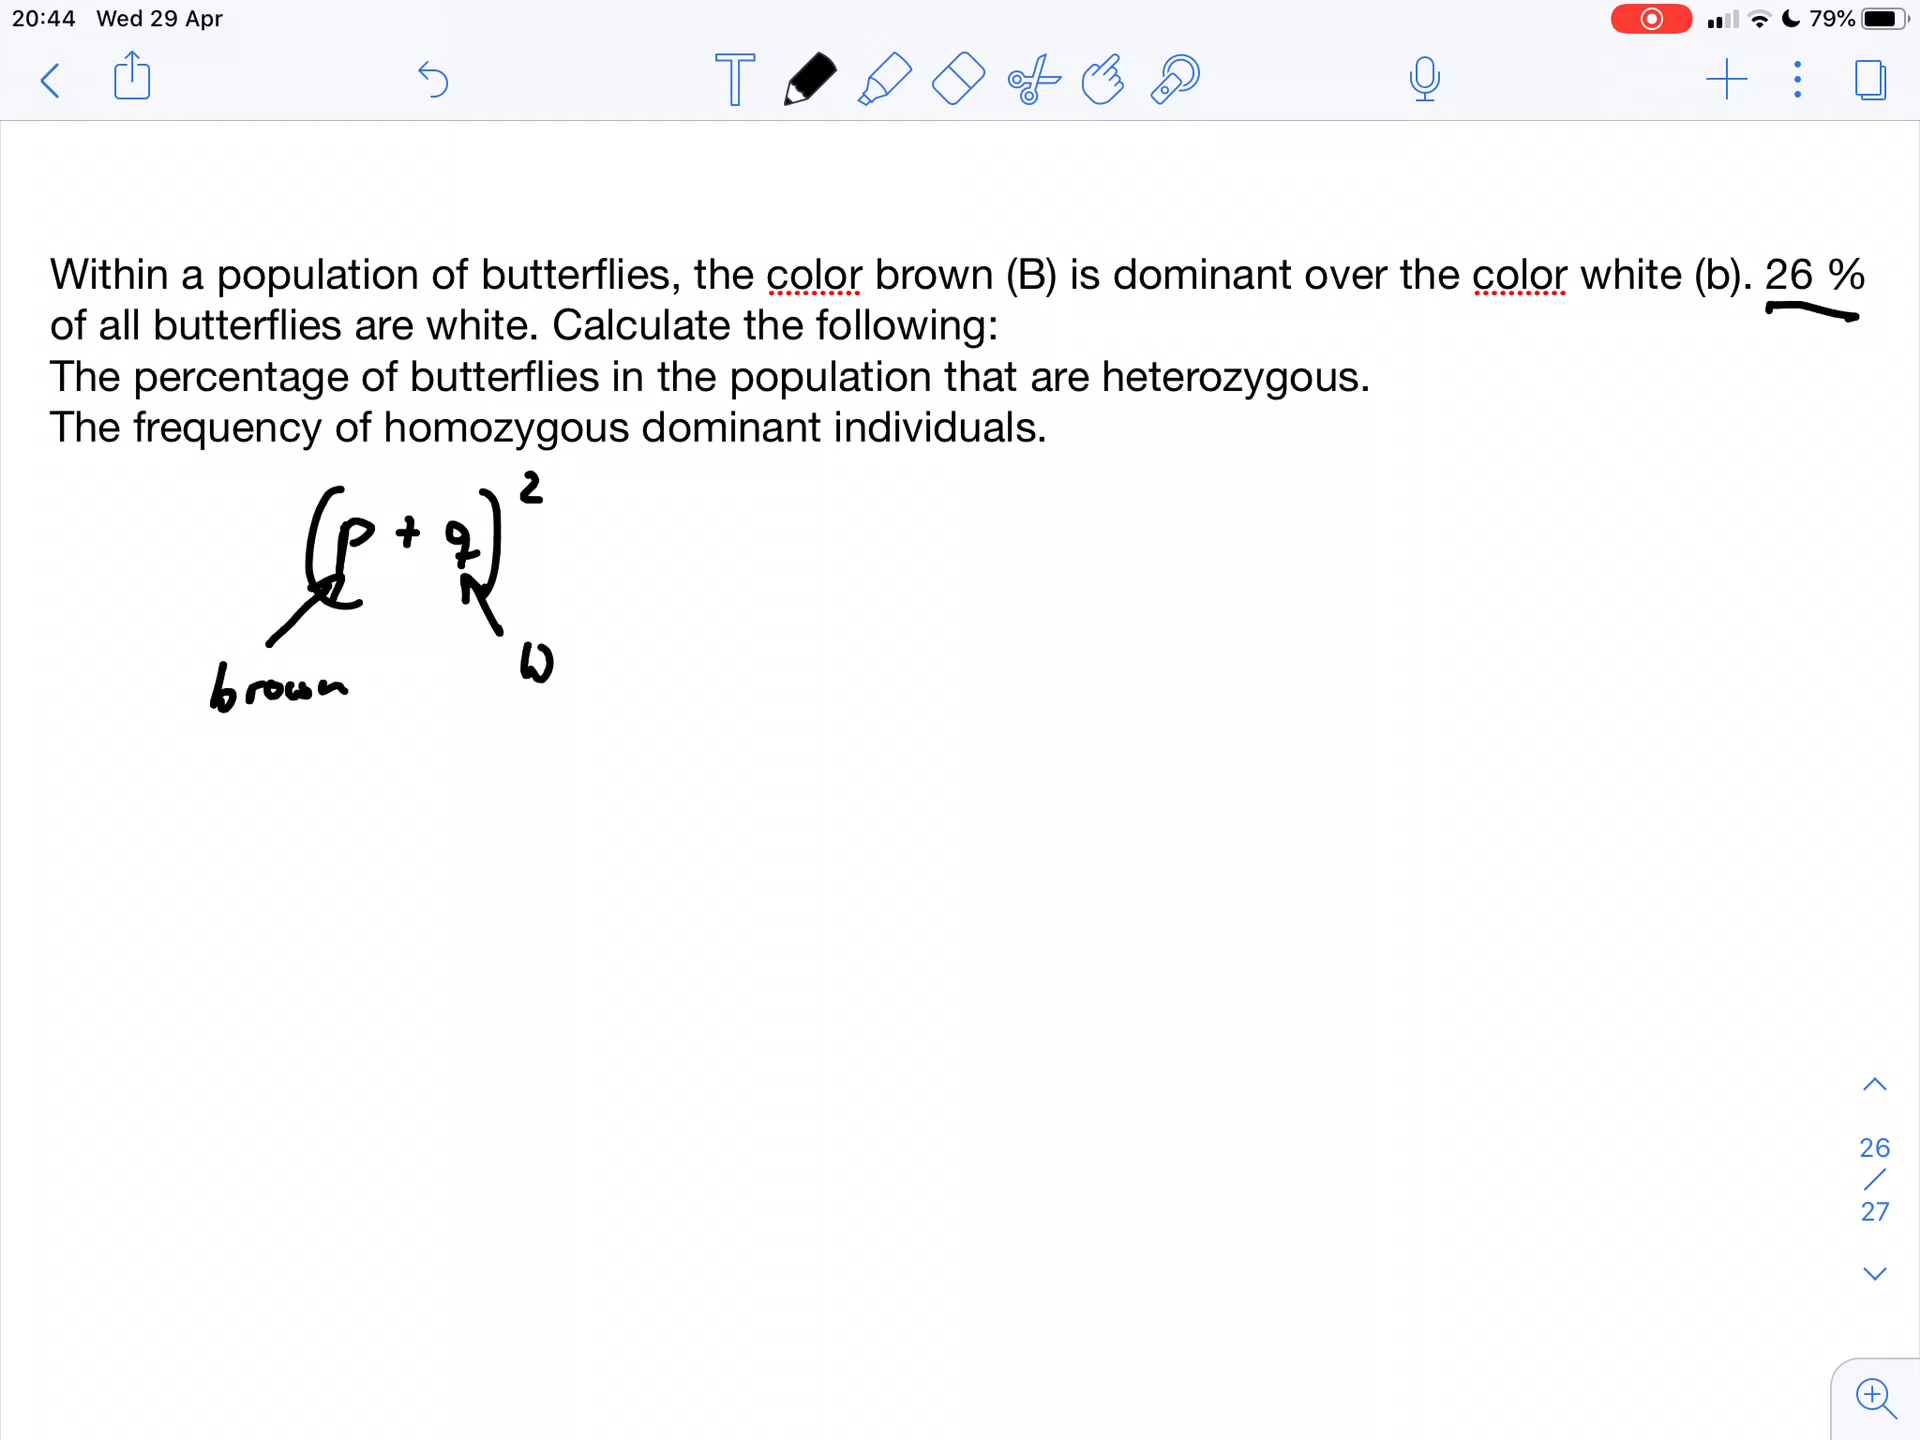 20:44 Wed 29 Apr 79%
Within a population of butterflies, the color brown (B) is dominant over the color white (b). 26 %
of all butterflies are white. Calculate the following:
The percentage of butterflies in the population that are heterozygous.
The frequency of homozygous dominant individuals.
(p + q)²
brown
W
26
/
27